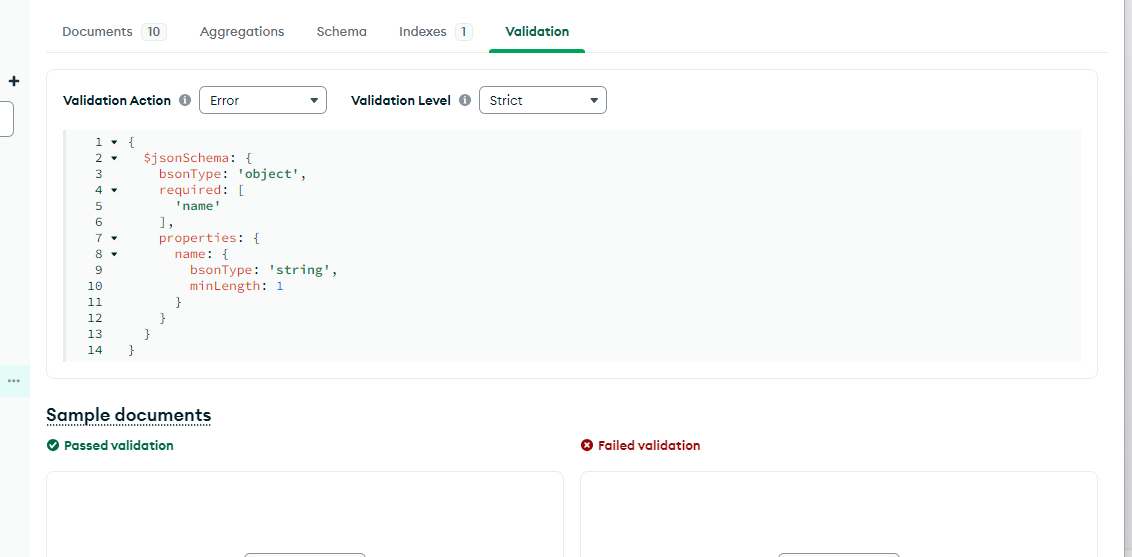 Documents 10 Aggregations Schema Indexes 1 Validation
+
Validation Action Error Validation Level Strict
1 {
2 $jsonSchema: {
3 bsonType: 'object',
4 required: [
5 'name'
6 ],
7 properties: {
8 name: {
9 bsonType: 'string',
10 minLength: 1
11 }
12 }
13 }
14 }
Sample documents
Passed validation Failed validation